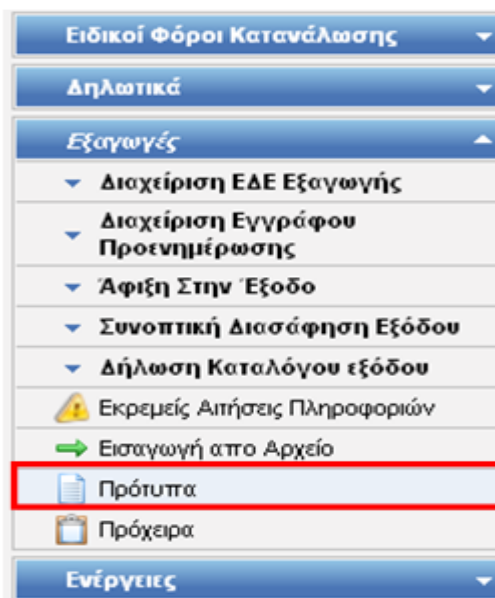 Ειδικοί Φόροι Κατανάλωσης
Δηλωτικά
Εξαγωγές
Διαχείριση ΕΔΕ Εξαγωγής
Διαχείριση Εγγράφου
Προενημέρωσης
Άφιξη Στην Έξοδο
Συνοπτική Διασάφηση Εξόδου
Δήλωση Καταλόγου εξόδου
Εκρεμείς Αιτήσεις Πληροφοριών
Εισαγωγή απο Αρχείο
Πρότυπα
Πρόχειρα
Ενέργειες